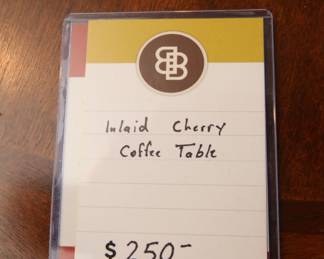 Inlaid Cherry
Coffee Table
$250-